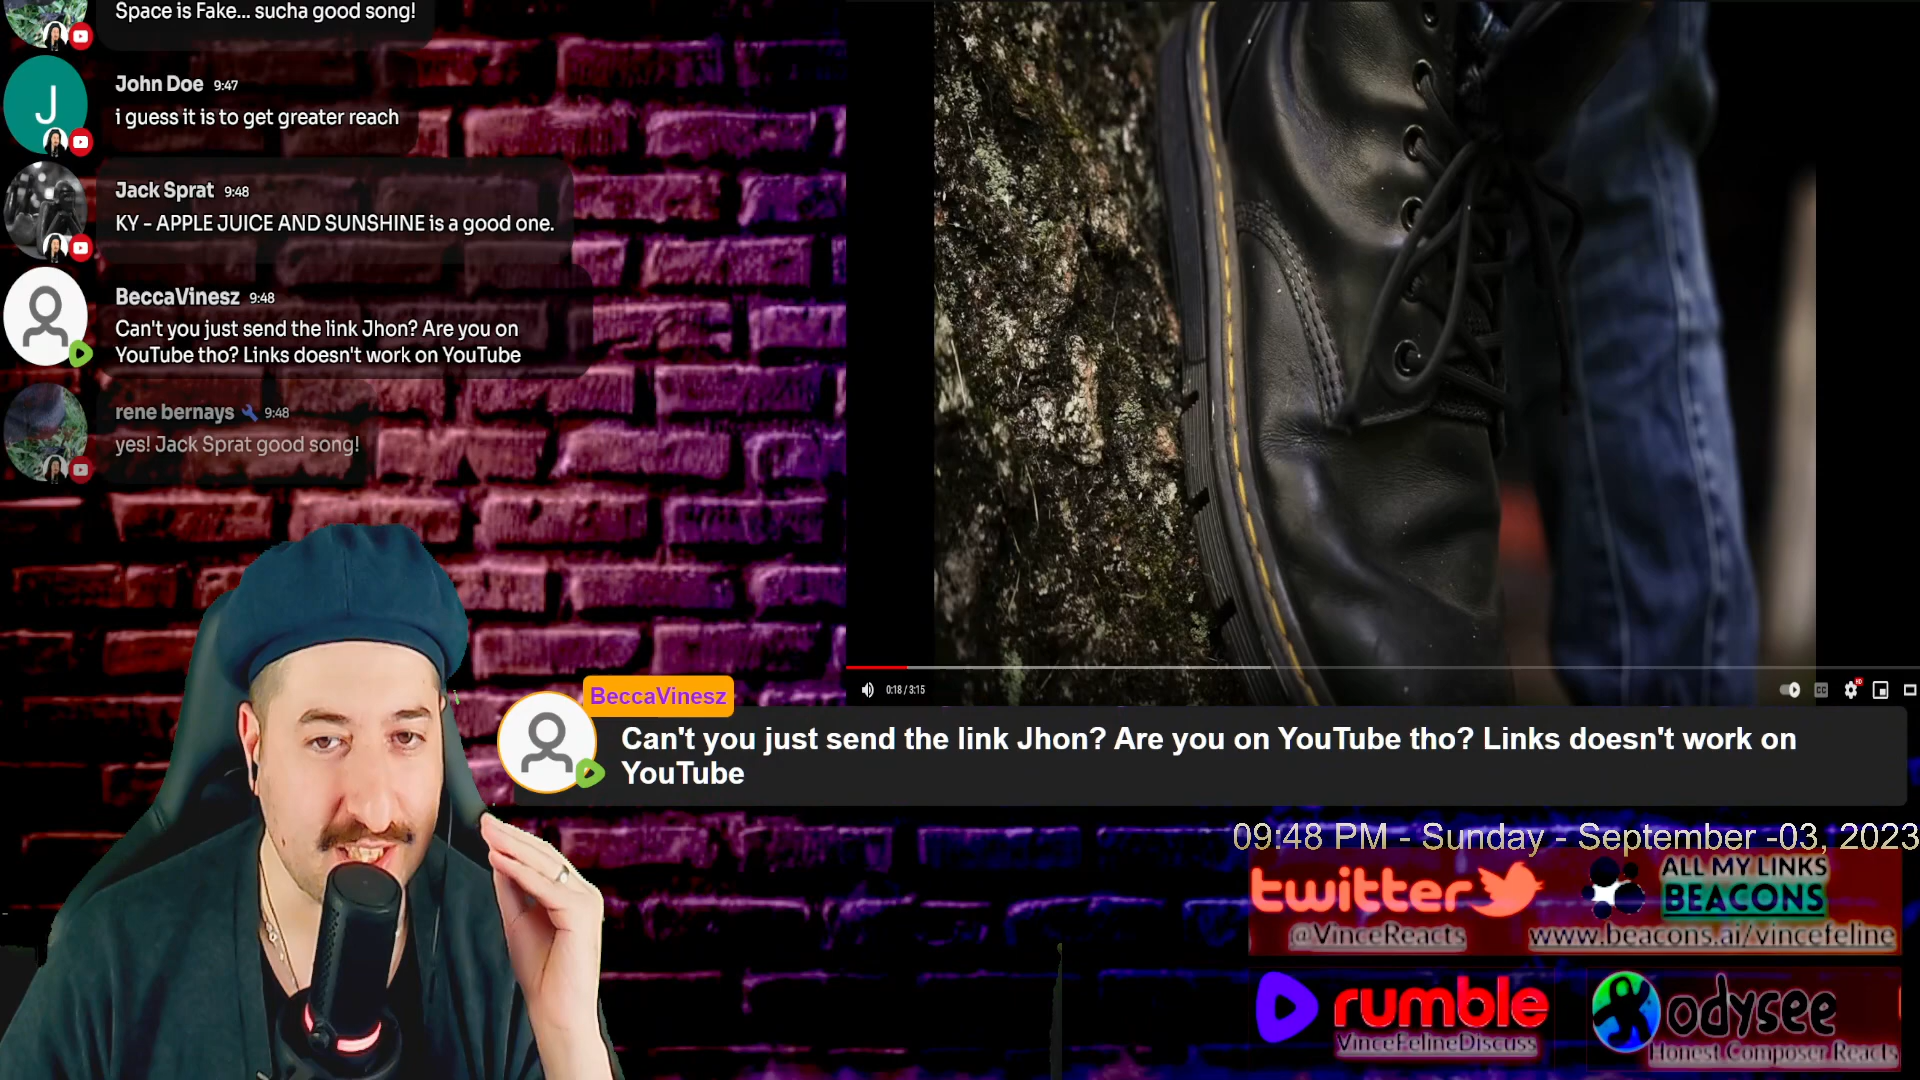 Space is Fake... sucha good song!
John Doe 9:47
J
i guess it is to get greater reach
Jack Sprat 9:48
KY - APPLE JUICE AND SUNSHINE is a good one.
BeccaVinesz 9:48
Can't you just send the link Jhon? Are you on
YouTube tho? Links doesn't work on YouTube
rene bernays 9:48
yes! Jack Sprat good song!
0:18 / 3:15
CC
HD
BeccaVinesz
Can't you just send the link Jhon? Are you on YouTube tho? Links doesn't work on
YouTube
09:48 PM - Sunday - September -03, 2023
twitter
@VinceReacts
ALL MY LINKS
BEACONS
www.beacons.ai/vincefeline
rumble
VinceFelineDiscuss
odysee
Honest Composer Reacts